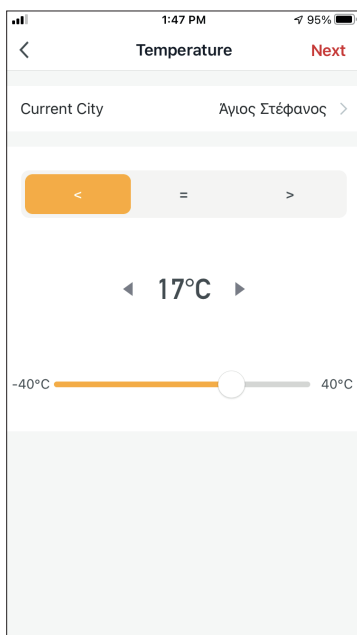 1:47 PM 95%
Temperature Next
Current City Άγιος Στέφανος
< = >
17°C
-40°C 40°C